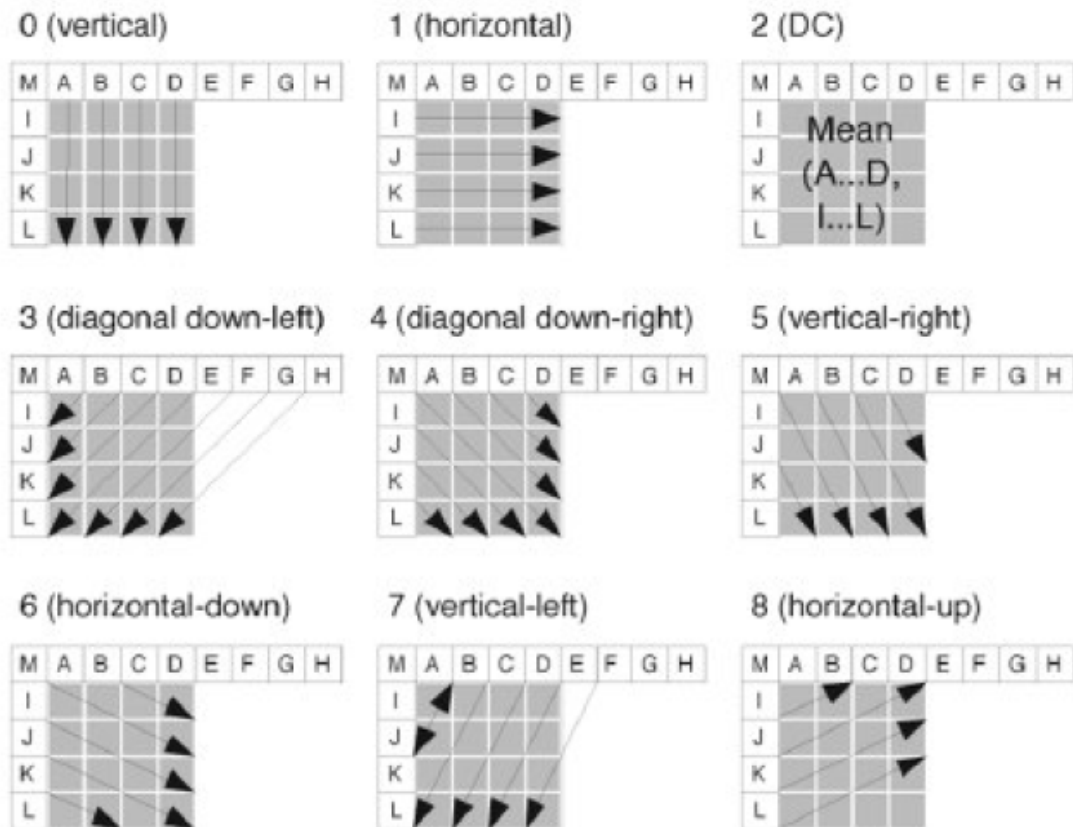 0 (vertical)
1 (horizontal)
2 (DC)
M A B C D E F G H
M A B C D E F G H
M A B C D E F G H
I
J
K
L
I
J
K
L
I
J
K
L
Mean
(A...D,
I...L)
3 (diagonal down-left)
4 (diagonal down-right)
5 (vertical-right)
M A B C D E F G H
M A B C D E F G H
M A B C D E F G H
I
J
K
L
I
J
K
L
I
J
K
L
6 (horizontal-down)
7 (vertical-left)
8 (horizontal-up)
M A B C D E F G H
M A B C D E F G H
M A B C D E F G H
I
J
K
L
I
J
K
L
I
J
K
L